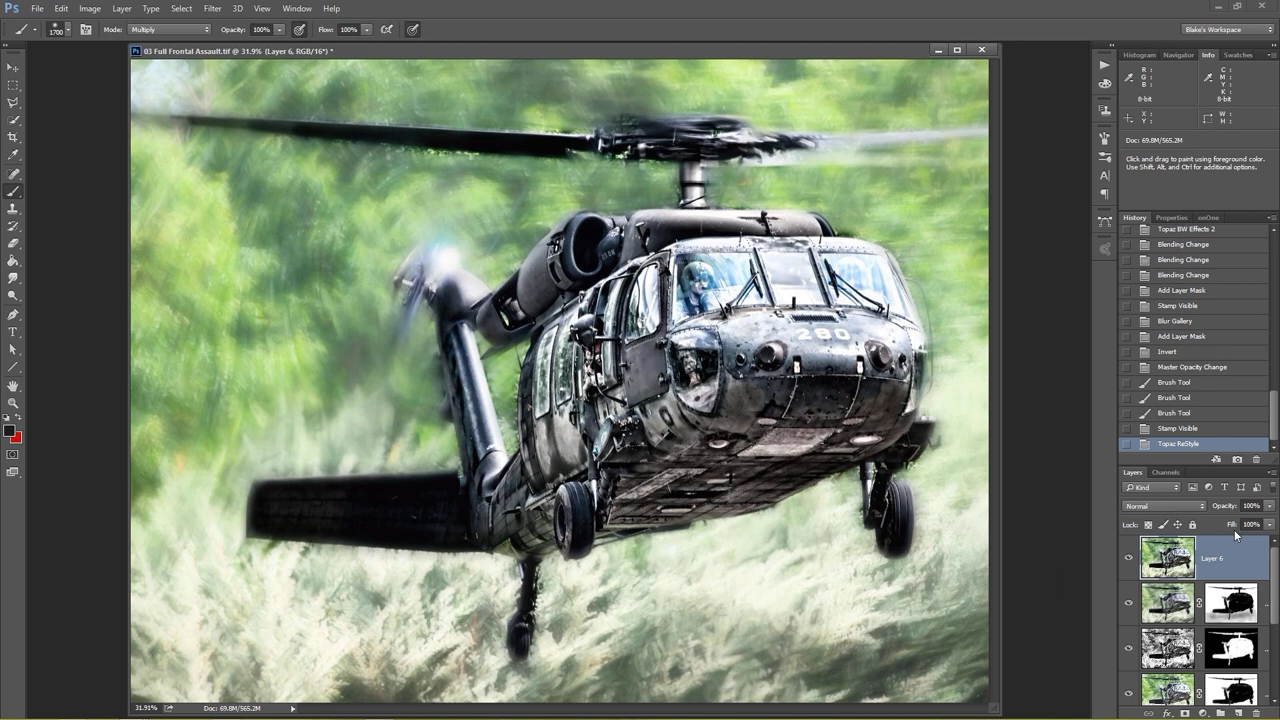 Ps File Edit Image Layer Type Select Filter 3D View Window Help
1700 Mode: Multiply Opacity: 100% Flow: 100% Blake's Workspace
03 Full Frontal Assault.tif @ 31.9% (Layer 6, RGB/16*) *
Histogram Navigator Info Swatches
R : C :
G : M :
B : Y :
K :
8-bit 8-bit
X : W :
Y : H :
Doc: 69.8M/565.2M
Click and drag to paint using foreground color.
Use Shift, Alt, and Ctrl for additional options.
History Properties onOne
Topaz BW Effects 2
Blending Change
Blending Change
Blending Change
Add Layer Mask
Stamp Visible
Blur Gallery
Add Layer Mask
Invert
Master Opacity Change
Brush Tool
Brush Tool
Brush Tool
Stamp Visible
Topaz ReStyle
Layers Channels
Kind
Normal Opacity: 100%
Lock: Fill: 100%
Layer 6
280
31.91% Doc: 69.8M/565.2M